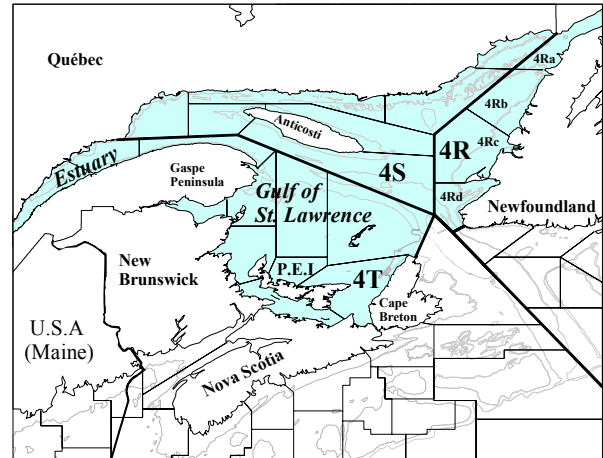 Québec
4Ra
4Rb
Anticosti
4R
4Rc
Estuary
4S
Gaspe
Peninsula
Gulf of
St. Lawrence
4Rd
Newfoundland
New
Brunswick
P.E.I
4T
Cape
Breton
U.S.A
(Maine)
Nova Scotia